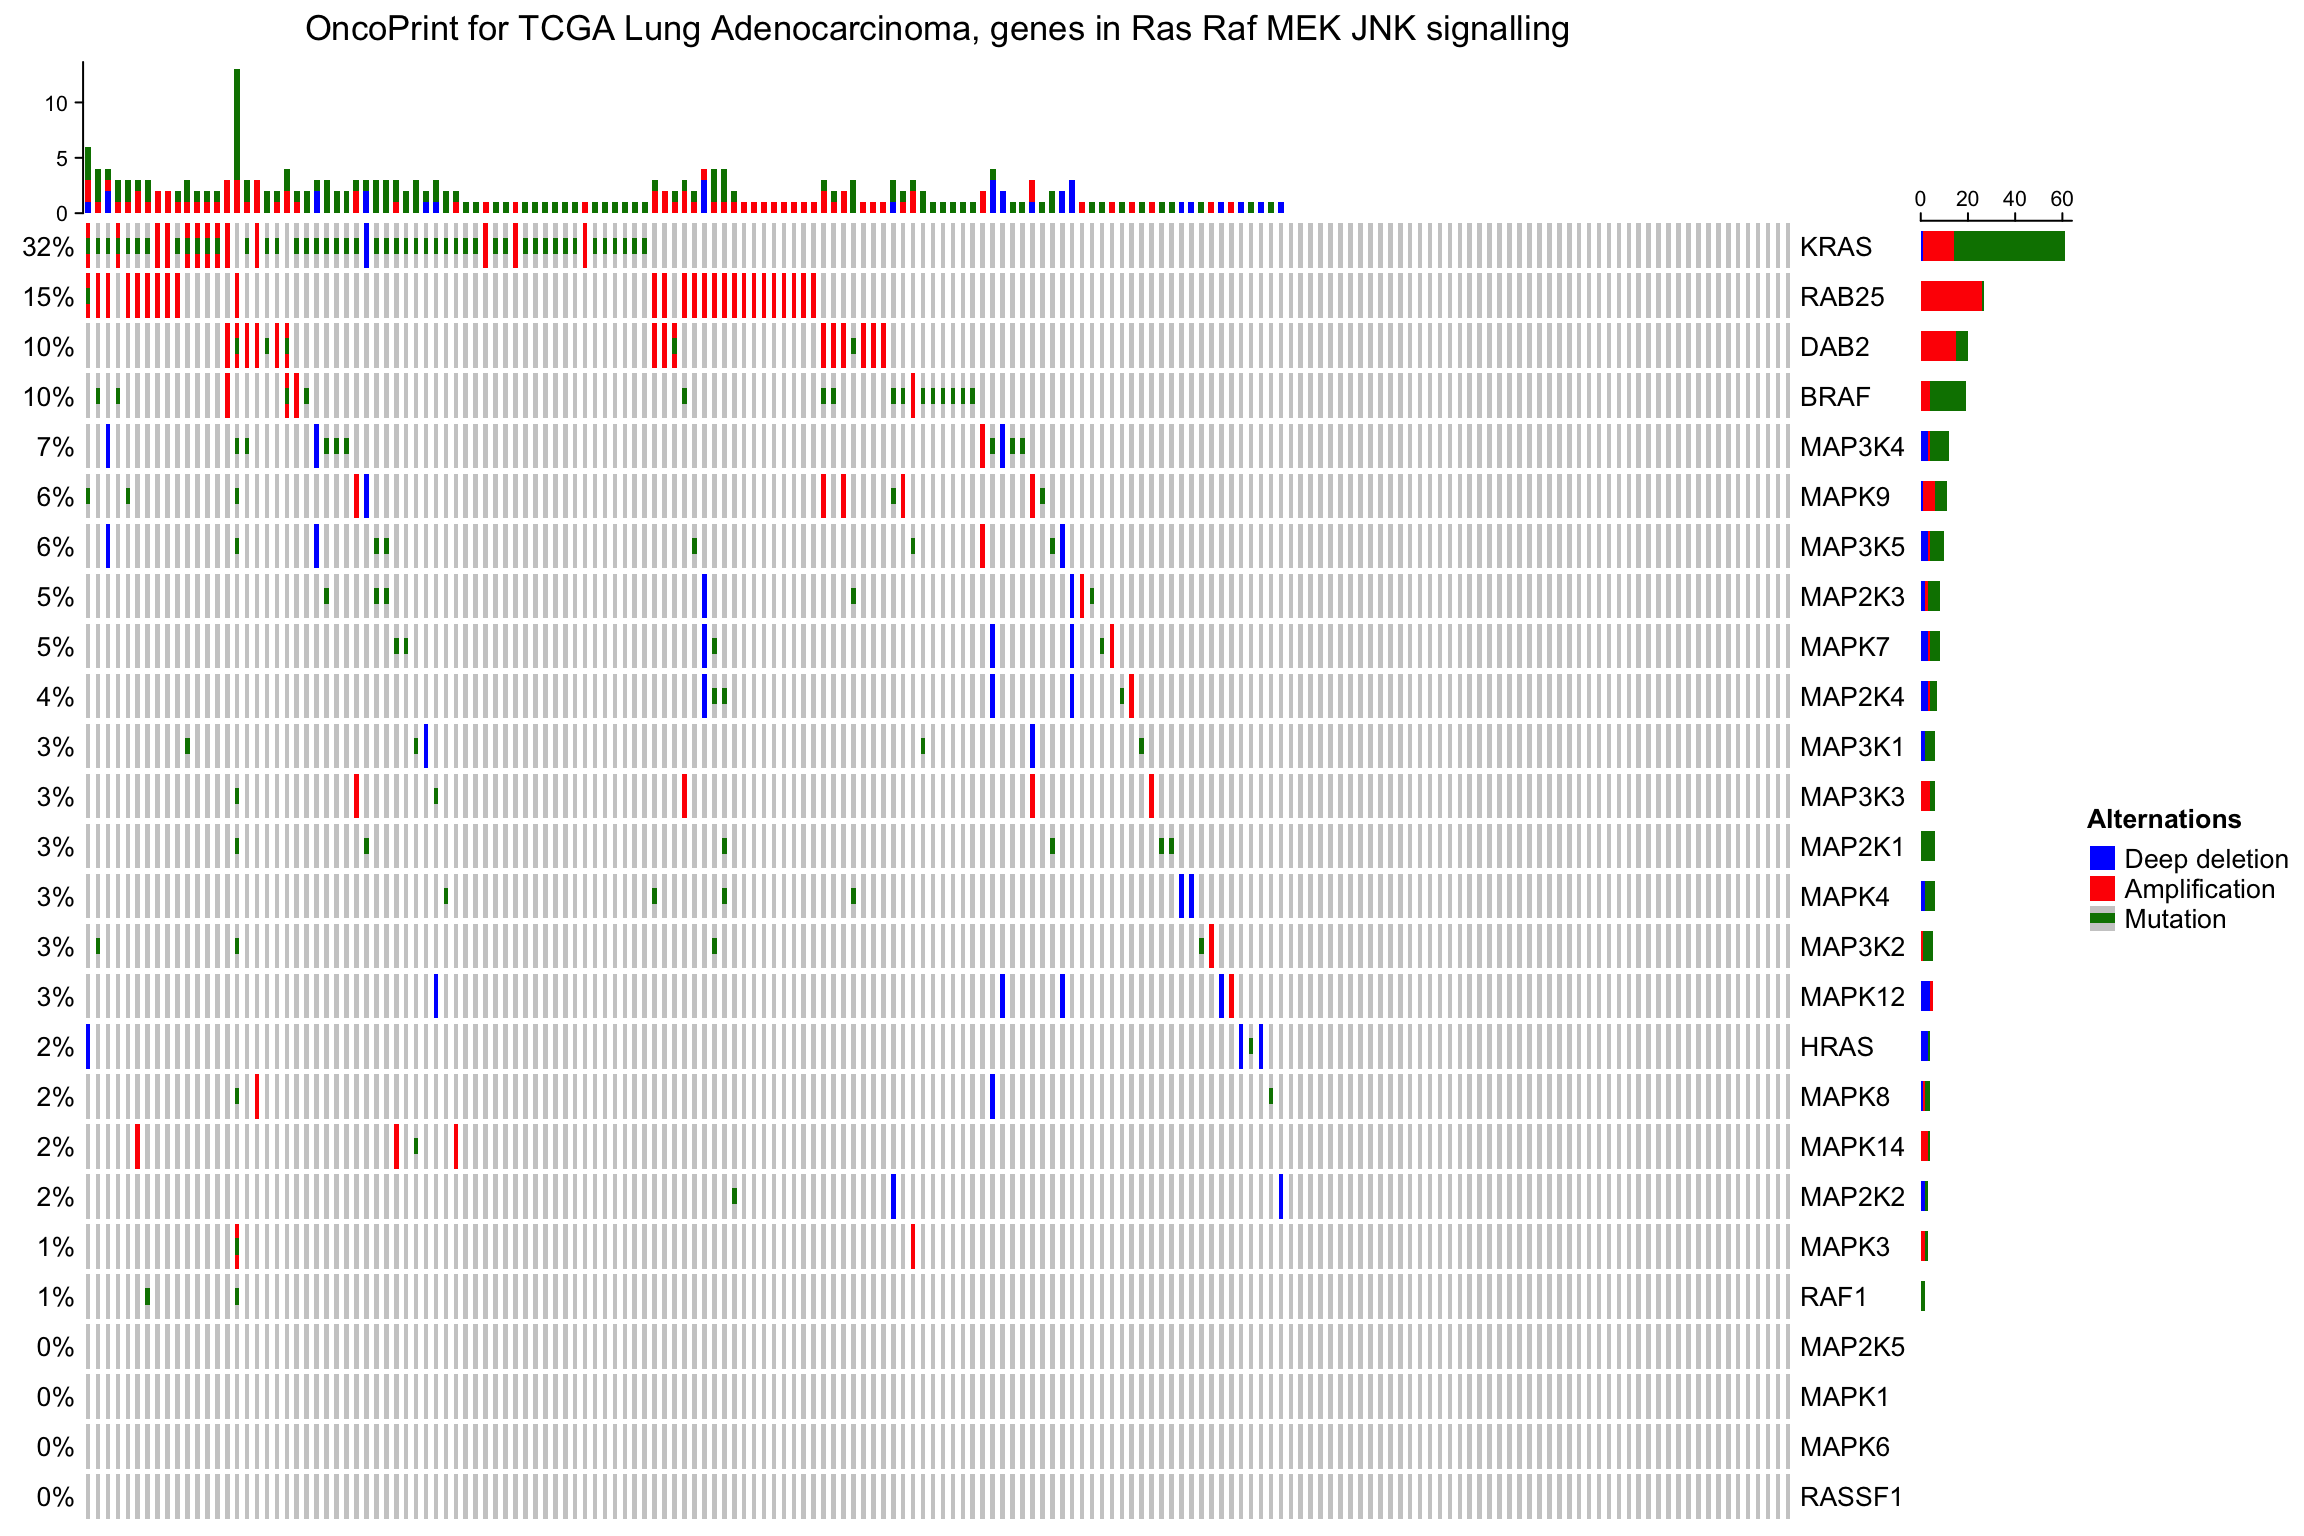 OncoPrint for TCGA Lung Adenocarcinoma, genes in Ras Raf MEK JNK signalling
10
5
0
0 20 40 60
32% KRAS
15% RAB25
10% DAB2
10% BRAF
7% MAP3K4
6% MAPK9
6% MAP3K5
5% MAP2K3
5% MAPK7
4% MAP2K4
3% MAP3K1
3% MAP3K3
3% MAP2K1
3% MAPK4
3% MAP3K2
3% MAPK12
2% HRAS
2% MAPK8
2% MAPK14
2% MAP2K2
1% MAPK3
1% RAF1
0% MAP2K5
0% MAPK1
0% MAPK6
0% RASSF1
Alternations
Deep deletion
Amplification
Mutation